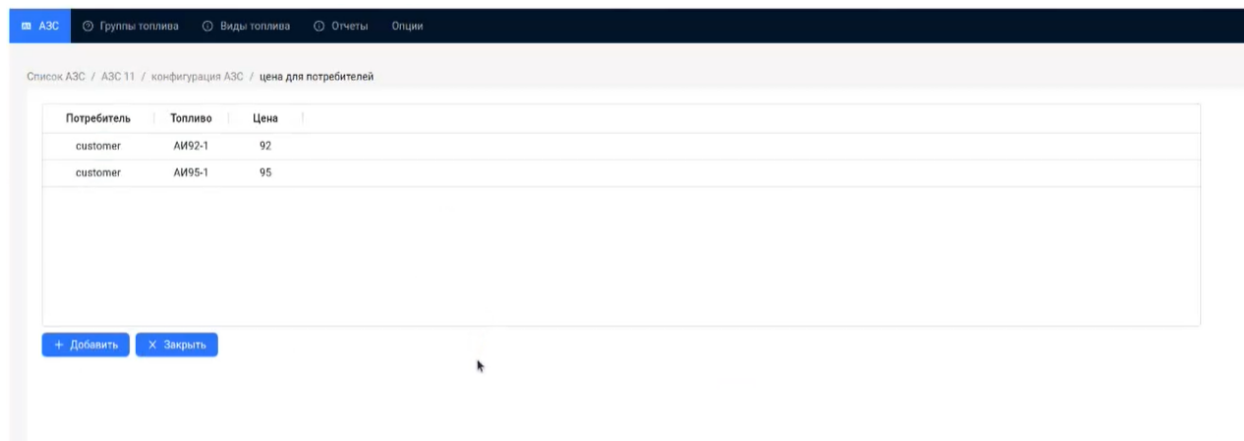 АЗС Группы топлива Виды топлива Отчеты Опции
Список АЗС / АЗС 11 / конфигурация АЗС / цена для потребителей
Потребитель Топливо Цена
customer АИ92-1 92
customer АИ95-1 95
+ Добавить × Закрыть